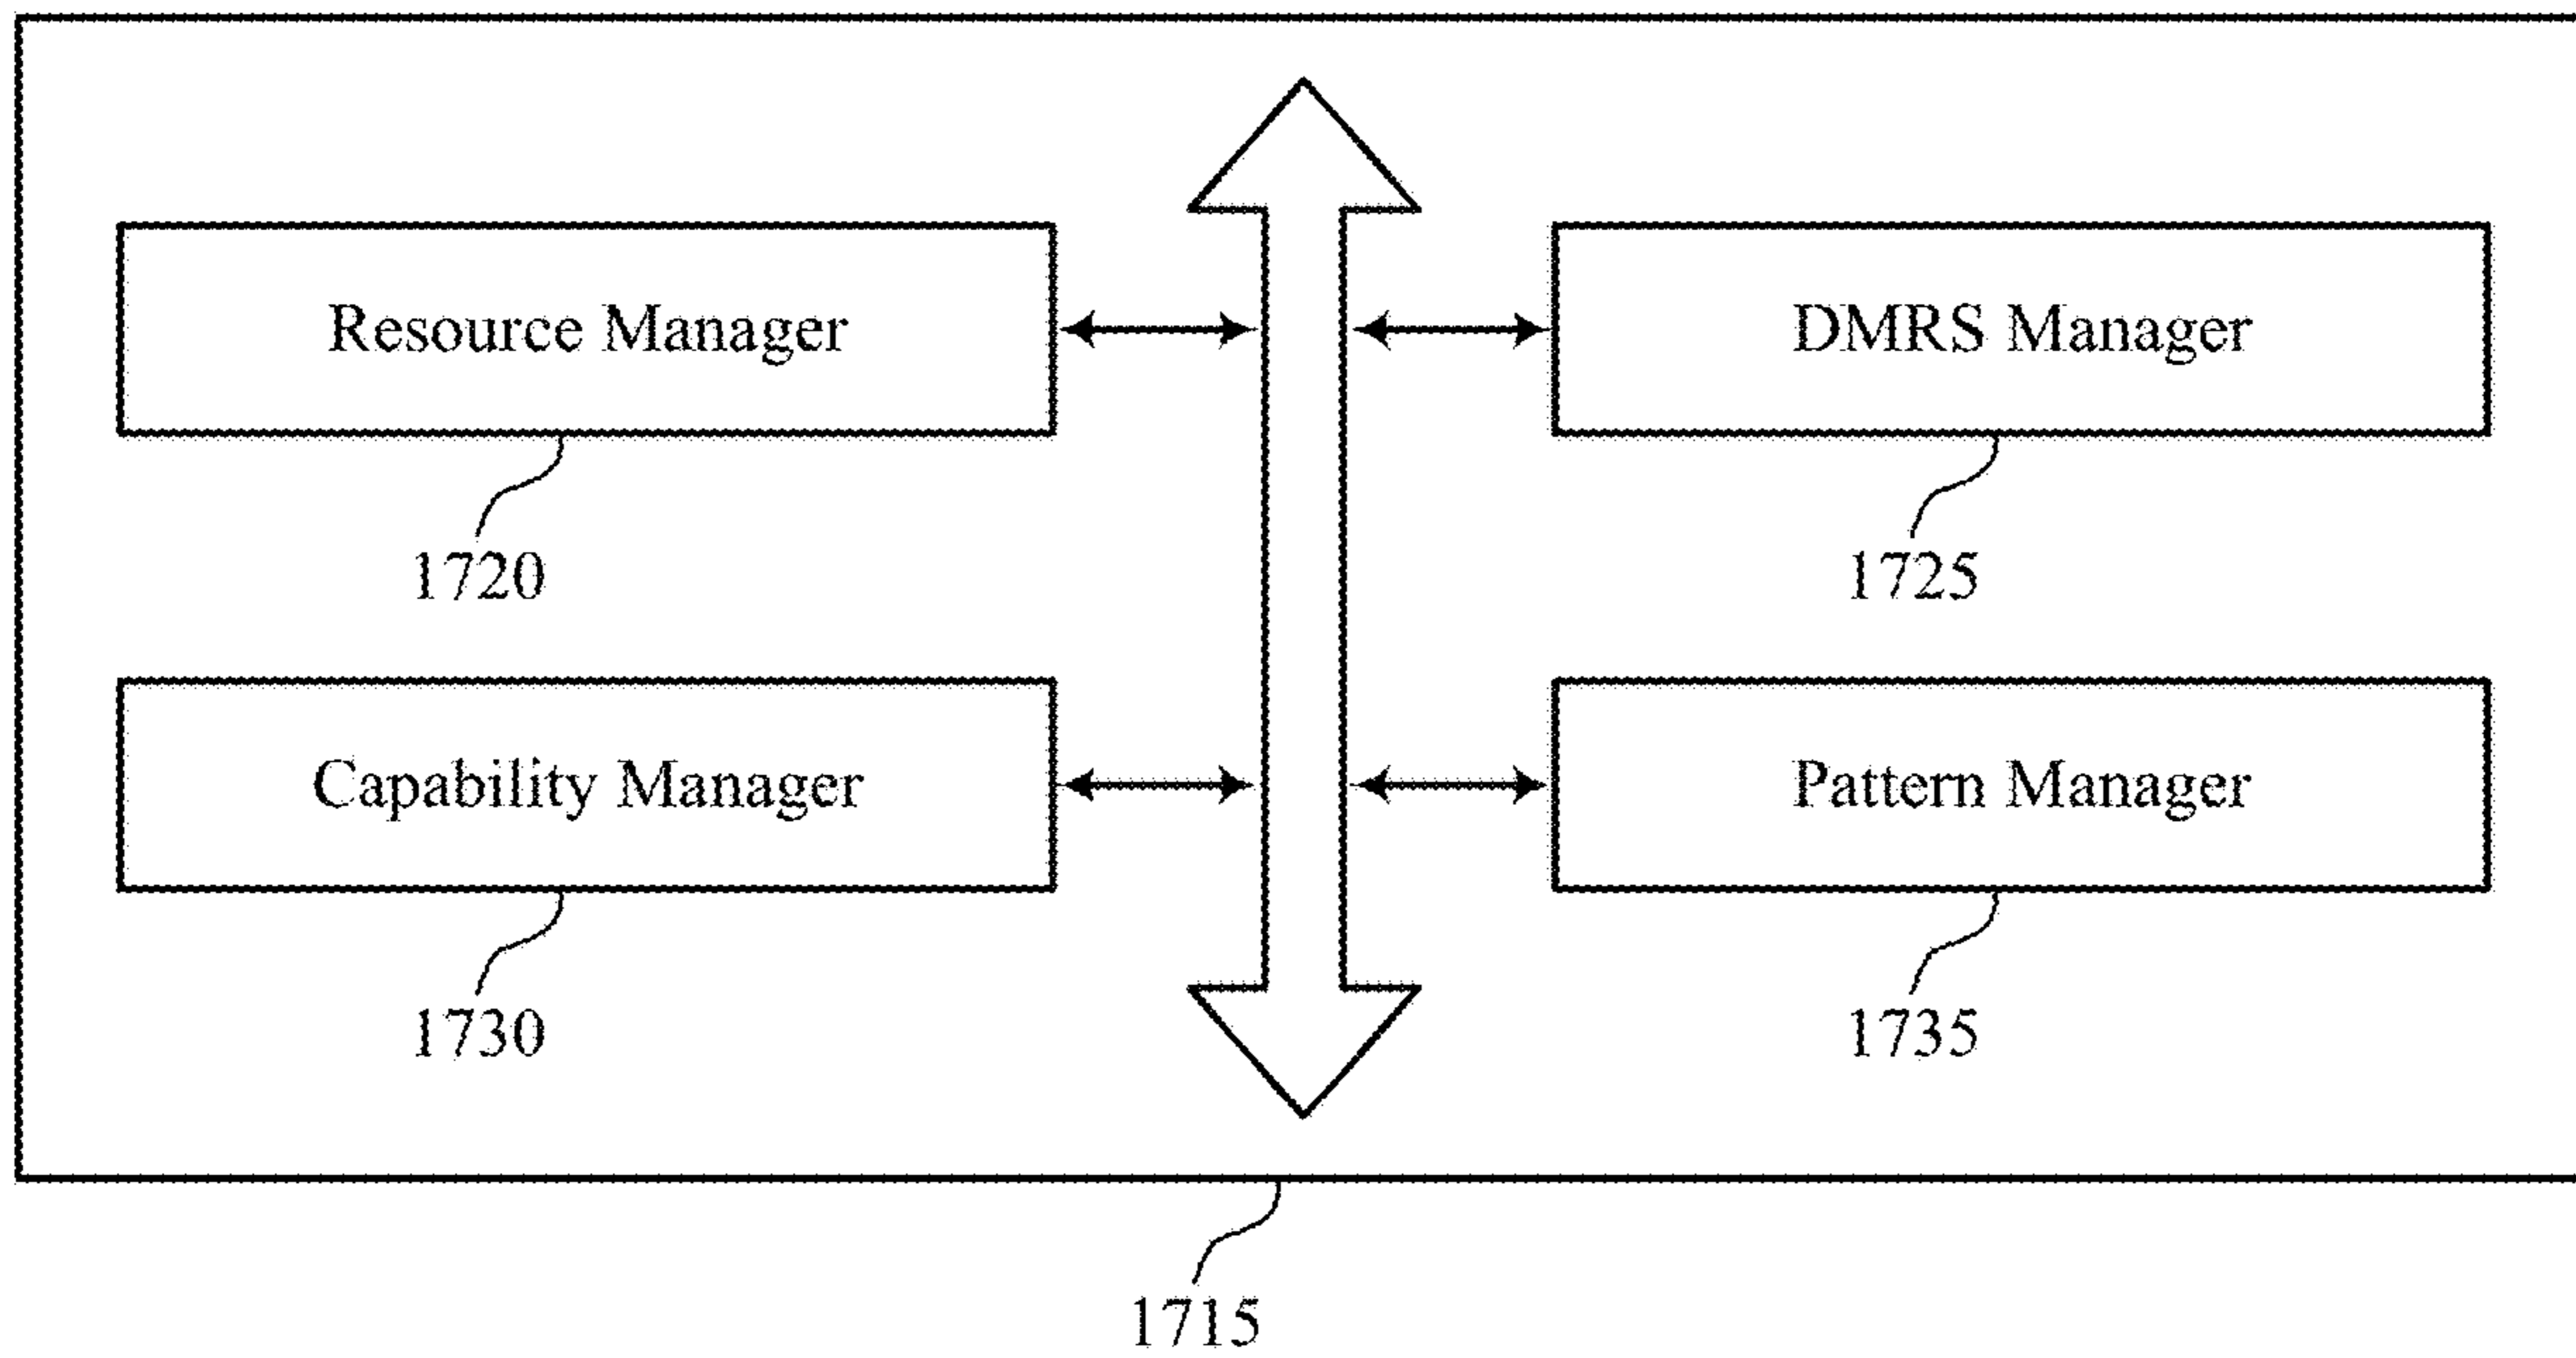 Resource Manager
DMRS Manager
1720
1725
Capability Manager
Pattern Manager
1730
1735
1715